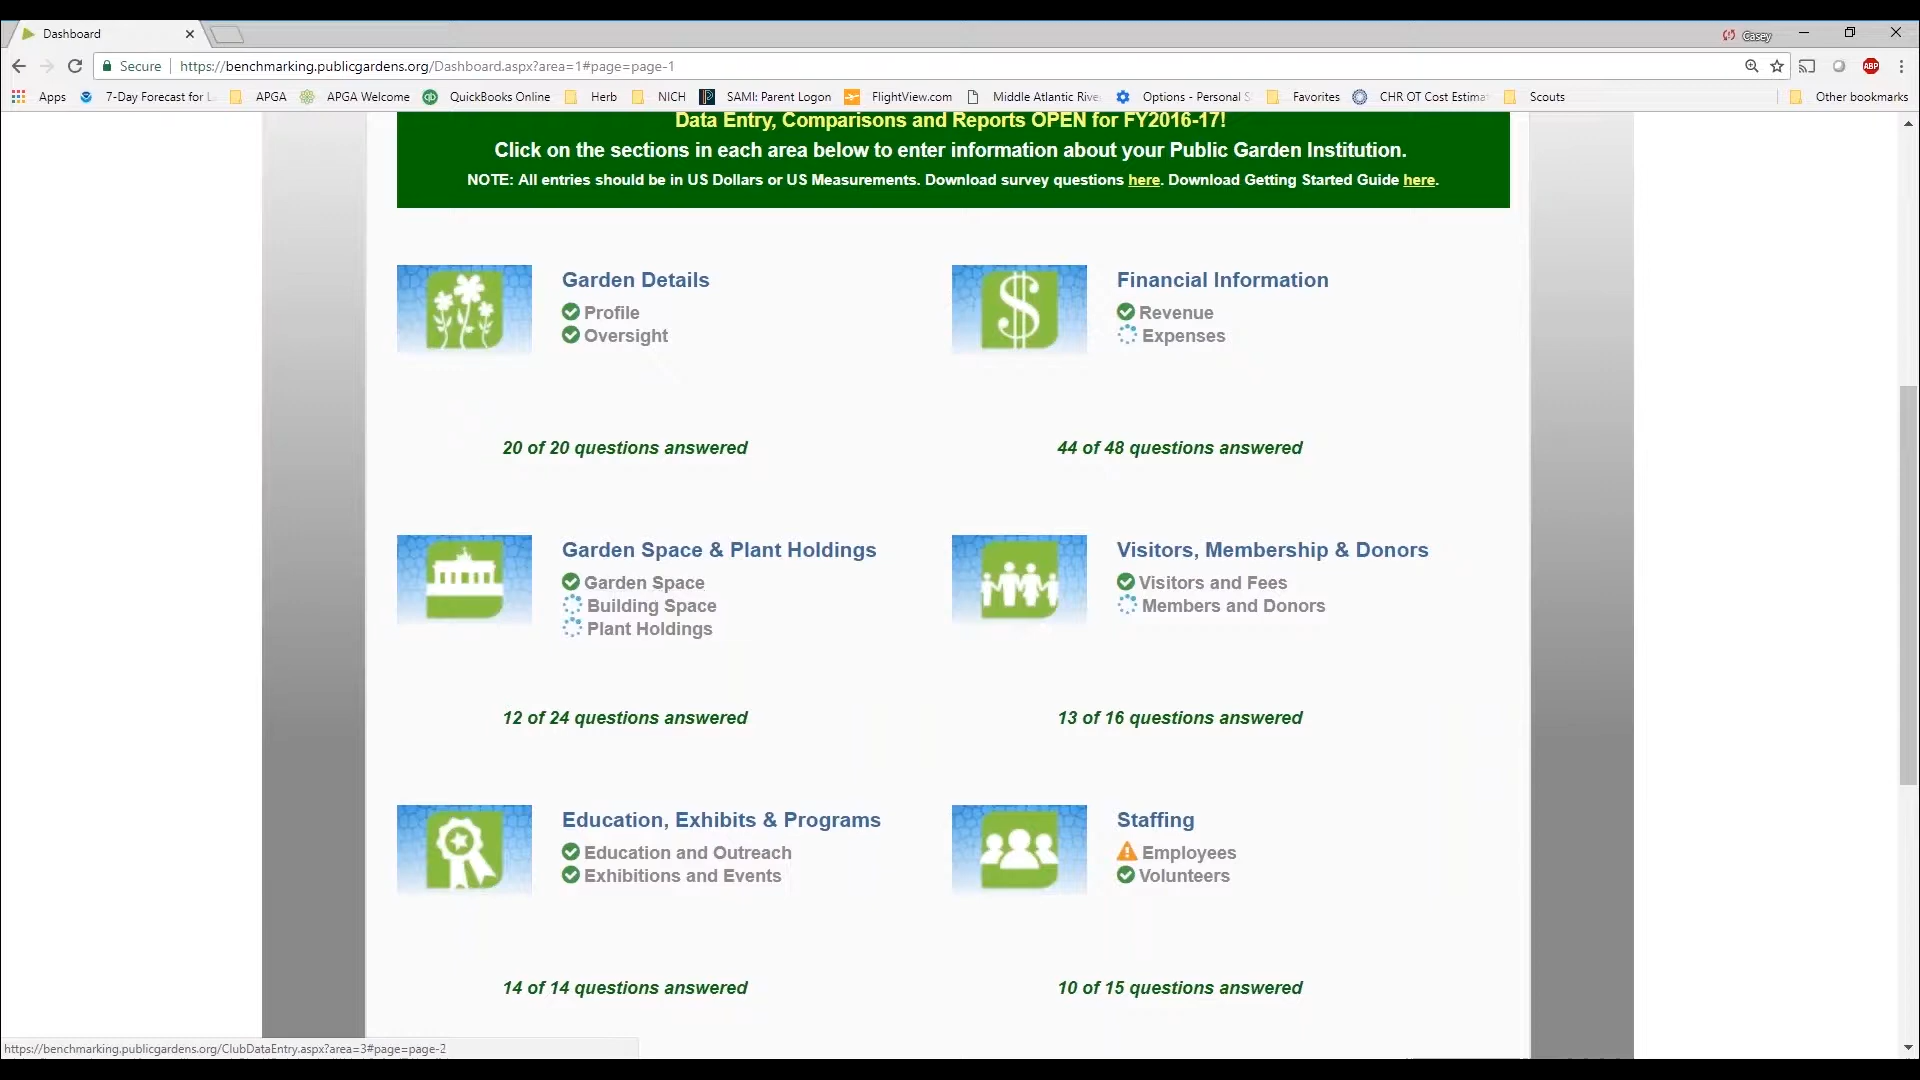 Dashboard
Casey
Secure https://benchmarking.publicgardens.org/Dashboard.aspx?area=1#page=page-1
ABP
Apps 7-Day Forecast for L APGA APGA Welcome QuickBooks Online Herb NICH SAMI: Parent Logon FlightView.com Middle Atlantic Rive Options - Personal S Favorites CHR OT Cost Estima Scouts Other bookmarks
Data Entry, Comparisons and Reports OPEN for FY2016-17!
Click on the sections in each area below to enter information about your Public Garden Institution.
NOTE: All entries should be in US Dollars or US Measurements. Download survey questions here. Download Getting Started Guide here.
Garden Details
Profile
Oversight
20 of 20 questions answered
Financial Information
Revenue
Expenses
44 of 48 questions answered
Garden Space & Plant Holdings
Garden Space
Building Space
Plant Holdings
12 of 24 questions answered
Visitors, Membership & Donors
Visitors and Fees
Members and Donors
13 of 16 questions answered
Education, Exhibits & Programs
Education and Outreach
Exhibitions and Events
14 of 14 questions answered
Staffing
Employees
Volunteers
10 of 15 questions answered
https://benchmarking.publicgardens.org/ClubDataEntry.aspx?area=3#page=page-2